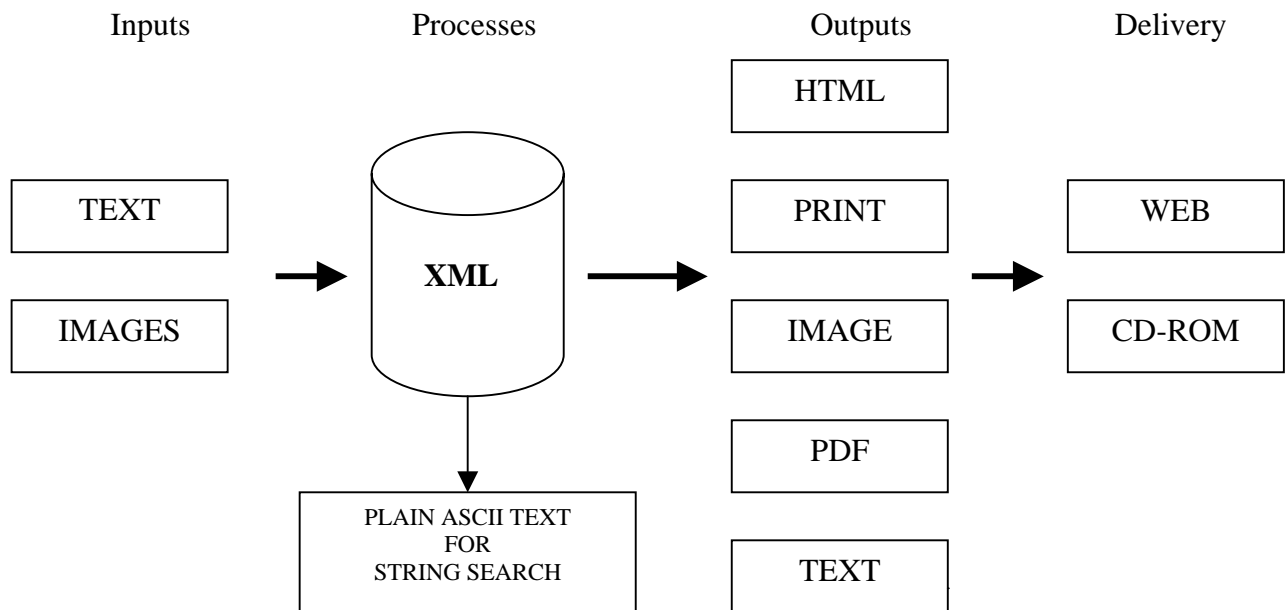 Inputs Processes Outputs Delivery
HTML
TEXT PRINT WEB
XML
IMAGES IMAGE CD-ROM
PDF
PLAIN ASCII TEXT
FOR
STRING SEARCH
TEXT